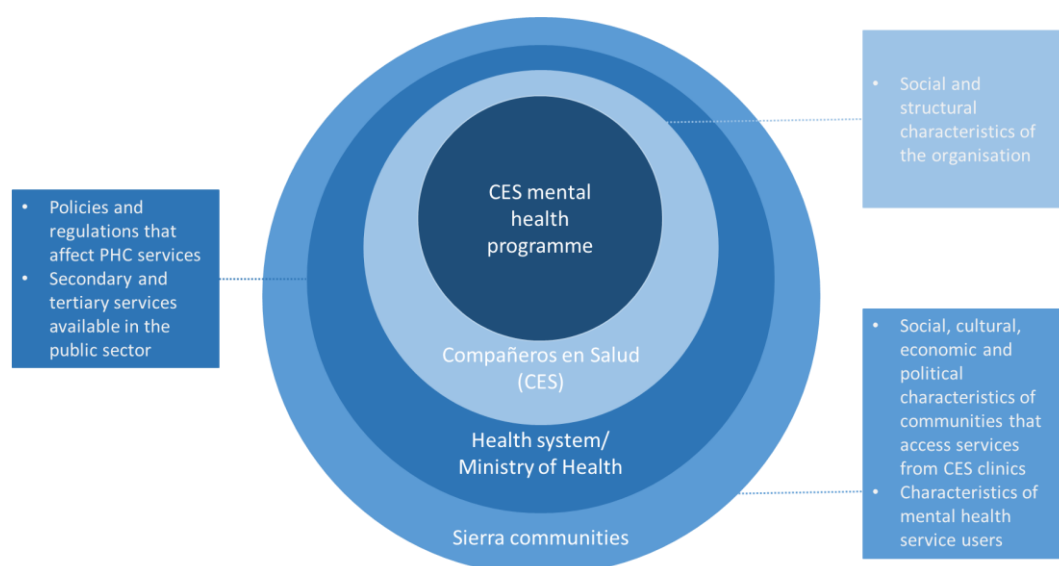 CES mental
health
programme
Compañeros en Salud
(CES)
Health system/
Ministry of Health
Sierra communities
• Policies and
regulations that
affect PHC services
• Secondary and
tertiary services
available in the
public sector
• Social and
structural
characteristics of
the organisation
• Social, cultural,
economic and
political
characteristics of
communities that
access services
from CES clinics
• Characteristics of
mental health
service users